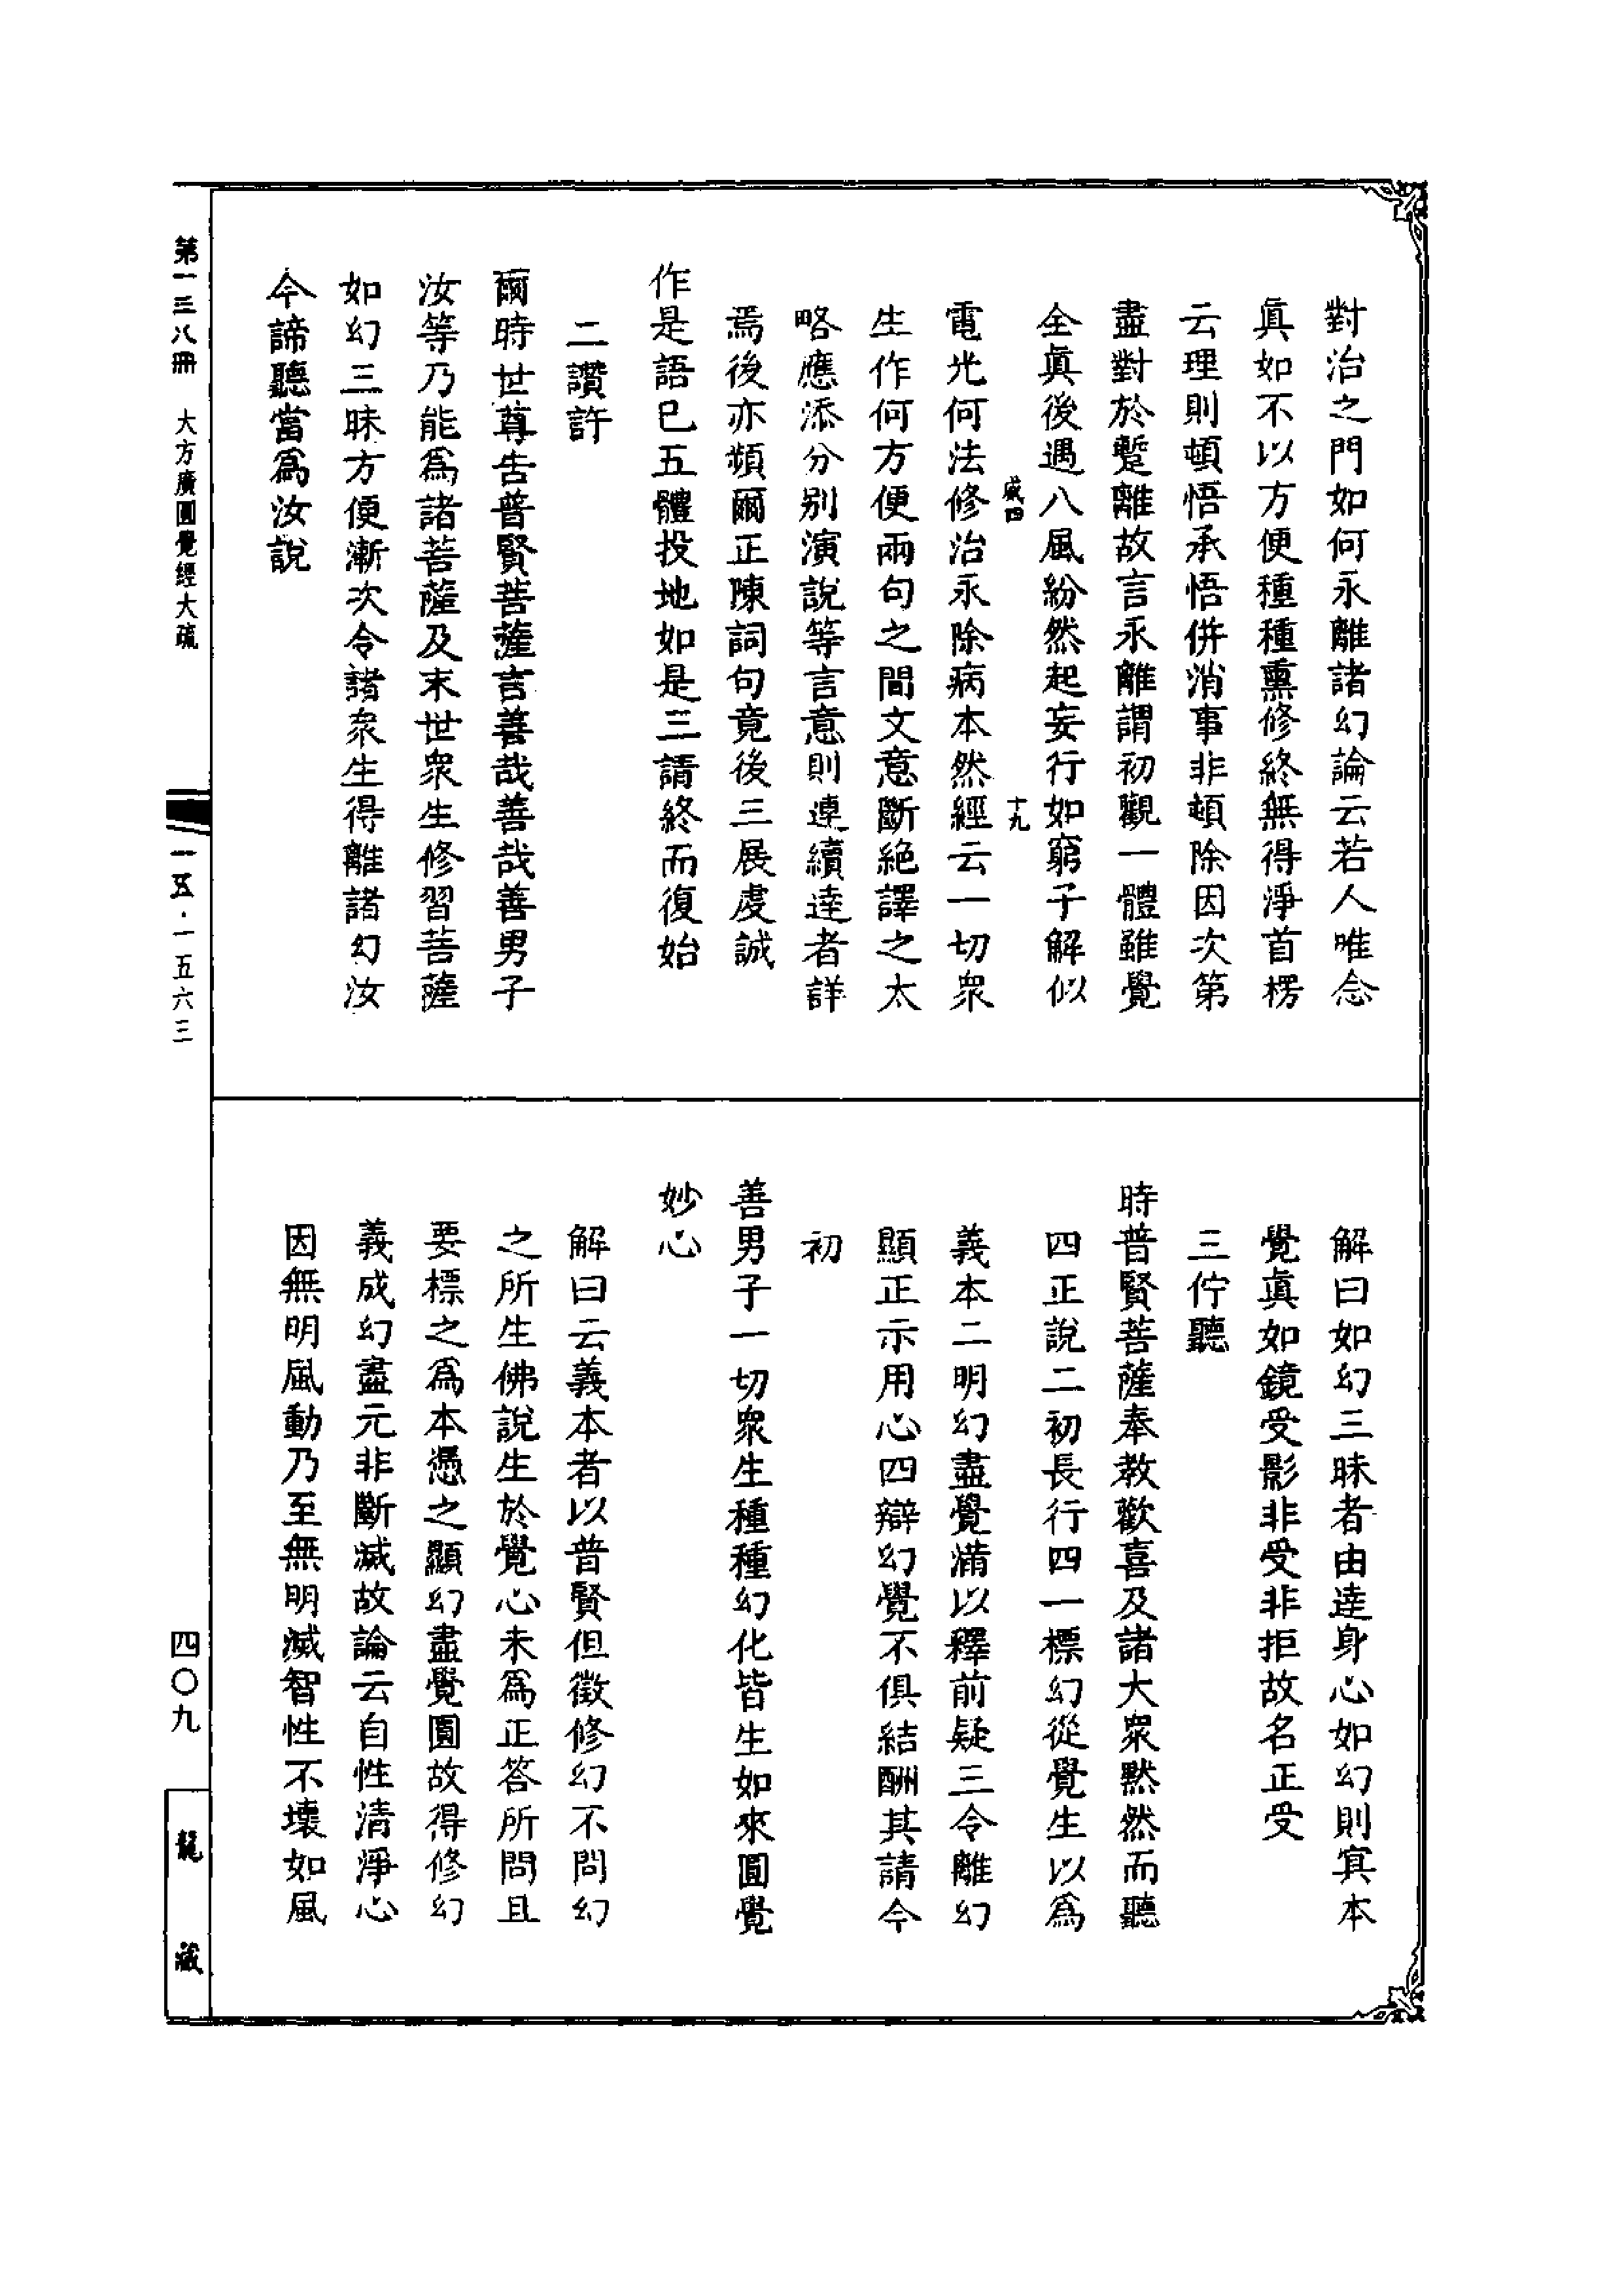 對治之門如何永離諸幻論云若人唯念
眞如不以方便種種熏修終無得淨首楞
云理則頓悟承悟併消事非頓除因次第
盡對於蹔離故言永離謂初觀一體雖覺
全眞後遇八風紛然起妄行如窮子解似
十九
電光何法修治永除病本然經云一切衆
生作何方便兩句之間文意斷絶譯之太
略應添分别演說等言意則連續達者詳
焉後亦頻爾正陳詞句竟後三展虔誠
作是語已五體投地如是三請終而復始
二讚許
爾時世尊告普賢菩薩言善哉善哉善男子
汝等乃能爲諸菩薩及末世衆生修習菩薩
如幻三昧方便漸次令諸衆生得離諸幻汝
今諦聽當爲汝說
解曰如幻三昧者由達身心如幻則冥本
覺眞如鏡受影非受非拒故名正受
三佇聽
時普賢菩薩奉教歡喜及諸大衆黙然而聽
四正說二初長行四一標幻從覺生以爲
義本二明幻盡覺滿以釋前疑三令離幻
顯正示用心四辯幻覺不俱結酬其請今
初
善男子一切衆生種種幻化皆生如來圓覺
妙心
解曰云義本者以普賢但徵修幻不問幻
之所生佛說生於覺心未爲正答所問且
要標之爲本憑之顯幻盡覺圓故得修幻
義成幻盡元非斷滅故論云自性清淨心
因無明風動乃至無明滅智性不壞如風
第一三八冊 大方廣圓覺經大疏
一五·一五六三
四〇九
龍藏